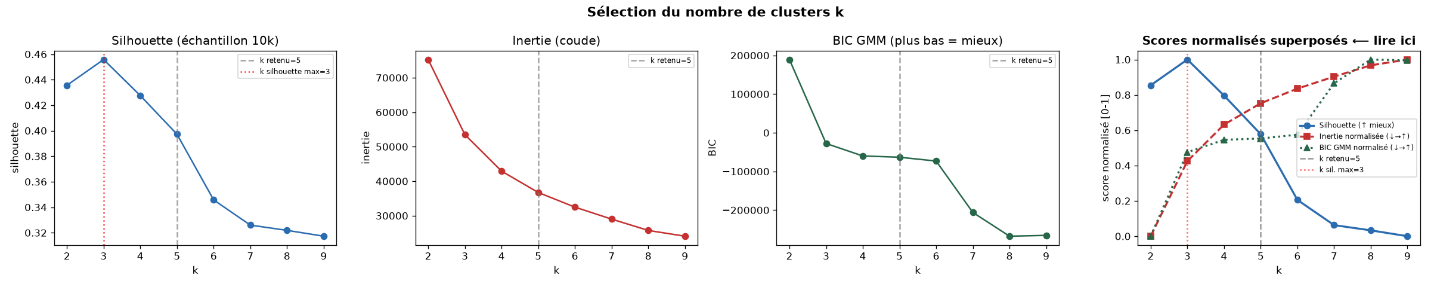 Sélection du nombre de clusters k
Silhouette (échantillon 10k)
silhouette
0.46
0.44
0.42
0.40
0.38
0.36
0.34
0.32
k retenu=5
k silhouette max=3
2 3 4 5 6 7 8 9
k
Inertie (coude)
inertie
70000
60000
50000
40000
30000
k retenu=5
2 3 4 5 6 7 8 9
k
BIC GMM (plus bas = mieux)
BIC
200000
100000
0
−100000
−200000
k retenu=5
2 3 4 5 6 7 8 9
k
Scores normalisés superposés ⟵ lire ici
score normalisé [0-1]
1.0
0.8
0.6
0.4
0.2
0.0
Silhouette (↑ mieux)
Inertie normalisée (↓→↑)
BIC GMM normalisé (↓→↑)
k retenu=5
k sil. max=3
2 3 4 5 6 7 8 9
k